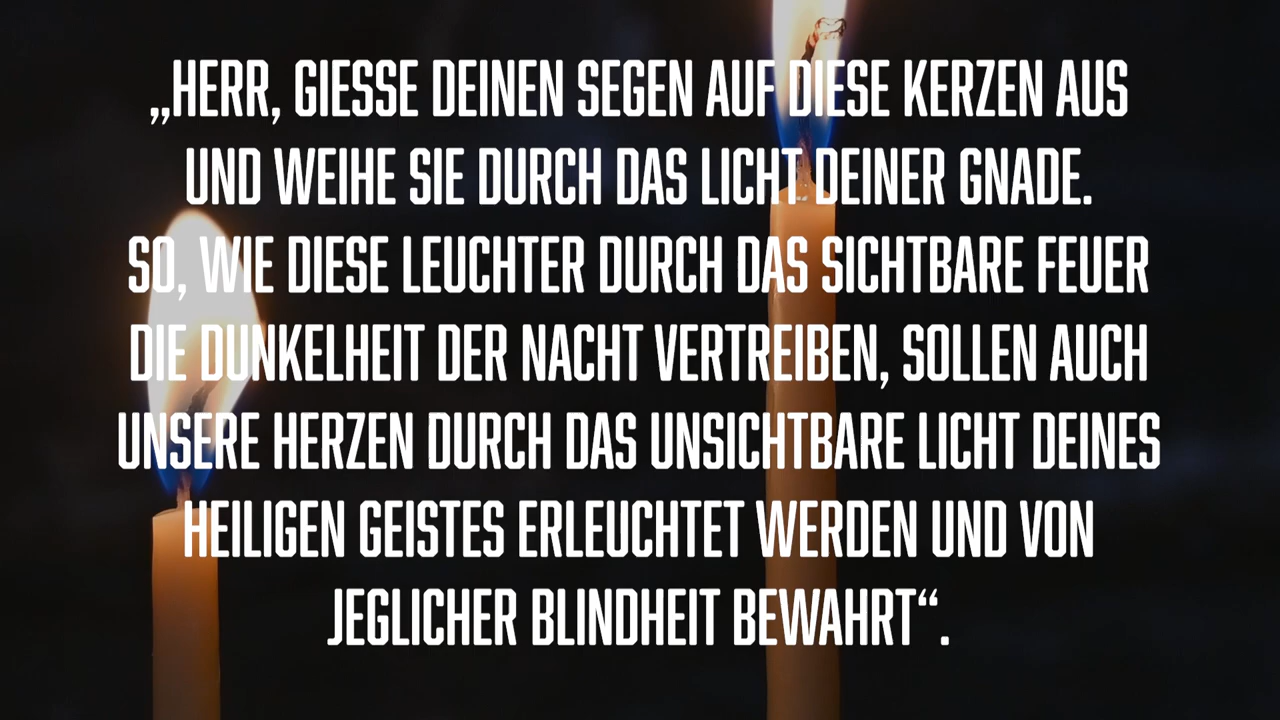 „HERR, GIESSE DEINEN SEGEN AUF DIESE KERZEN AUS
UND WEIHE SIE DURCH DAS LICHT DEINER GNADE.
SO, WIE DIESE LEUCHTER DURCH DAS SICHTBARE FEUER
DIE DUNKELHEIT DER NACHT VERTREIBEN, SOLLEN AUCH
UNSERE HERZEN DURCH DAS UNSICHTBARE LICHT DEINES
HEILIGEN GEISTES ERLEUCHTET WERDEN UND VON
JEGLICHER BLINDHEIT BEWAHRT“.